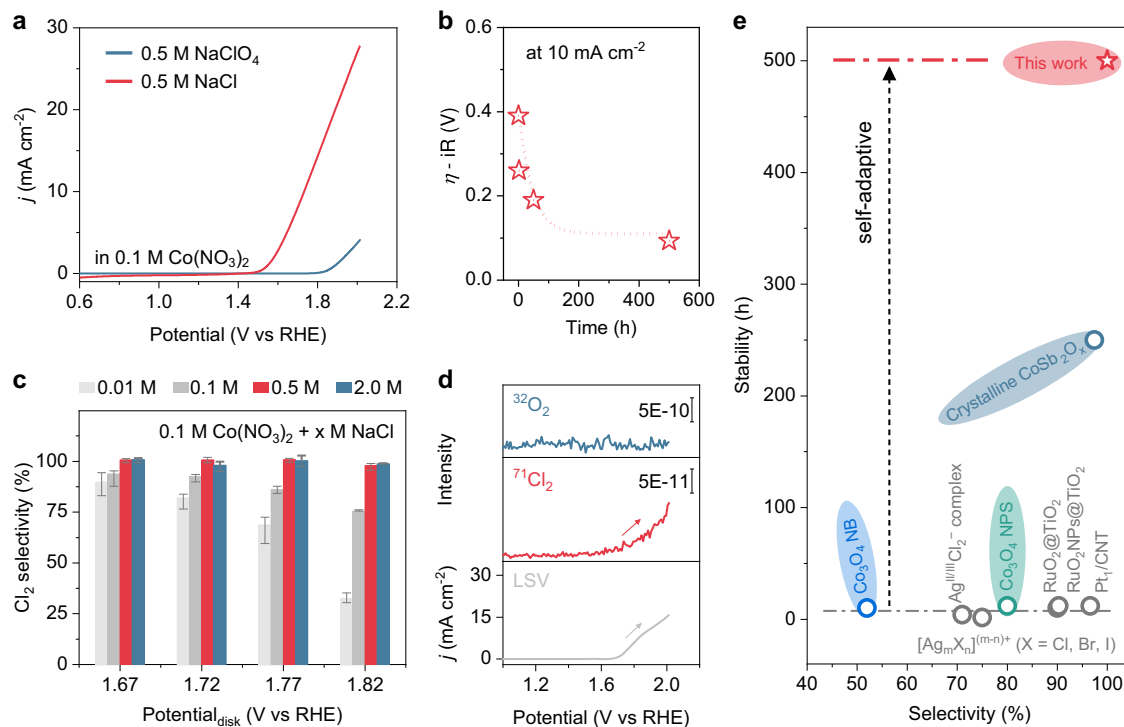 a
30
20
10
0
j (mA cm⁻²)
0.5 M NaClO₄
0.5 M NaCl
in 0.1 M Co(NO₃)₂
0.6 1.0 1.4 1.8 2.2
Potential (V vs RHE)
b
at 10 mA cm⁻²
0.6
0.4
0.2
0.0
η - iR (V)
0 200 400 600
Time (h)
c
0.01 M 0.1 M 0.5 M 2.0 M
0.1 M Co(NO₃)₂ + x M NaCl
100
75
50
25
0
Cl₂ selectivity (%)
1.67 1.72 1.77 1.82
Potential_disk (V vs RHE)
d
³²O₂
5E-10
⁷¹Cl₂
5E-11
Intensity
LSV
30
15
0
j (mA cm⁻²)
1.2 1.6 2.0
Potential (V vs RHE)
e
500
400
300
200
100
0
Stability (h)
This work
self-adaptive
Crystalline CoSb₂Oₓ
Co₃O₄ NB
Ag^II/III Cl₂⁻ complex
Co₃O₄ NPS
RuO₂@TiO₂
RuO₂NPs@TiO₂
Pt₁/CNT
[AgₘXₙ]⁽ᵐ⁻ⁿ⁾⁺ (X = Cl, Br, I)
40 50 60 70 80 90 100
Selectivity (%)